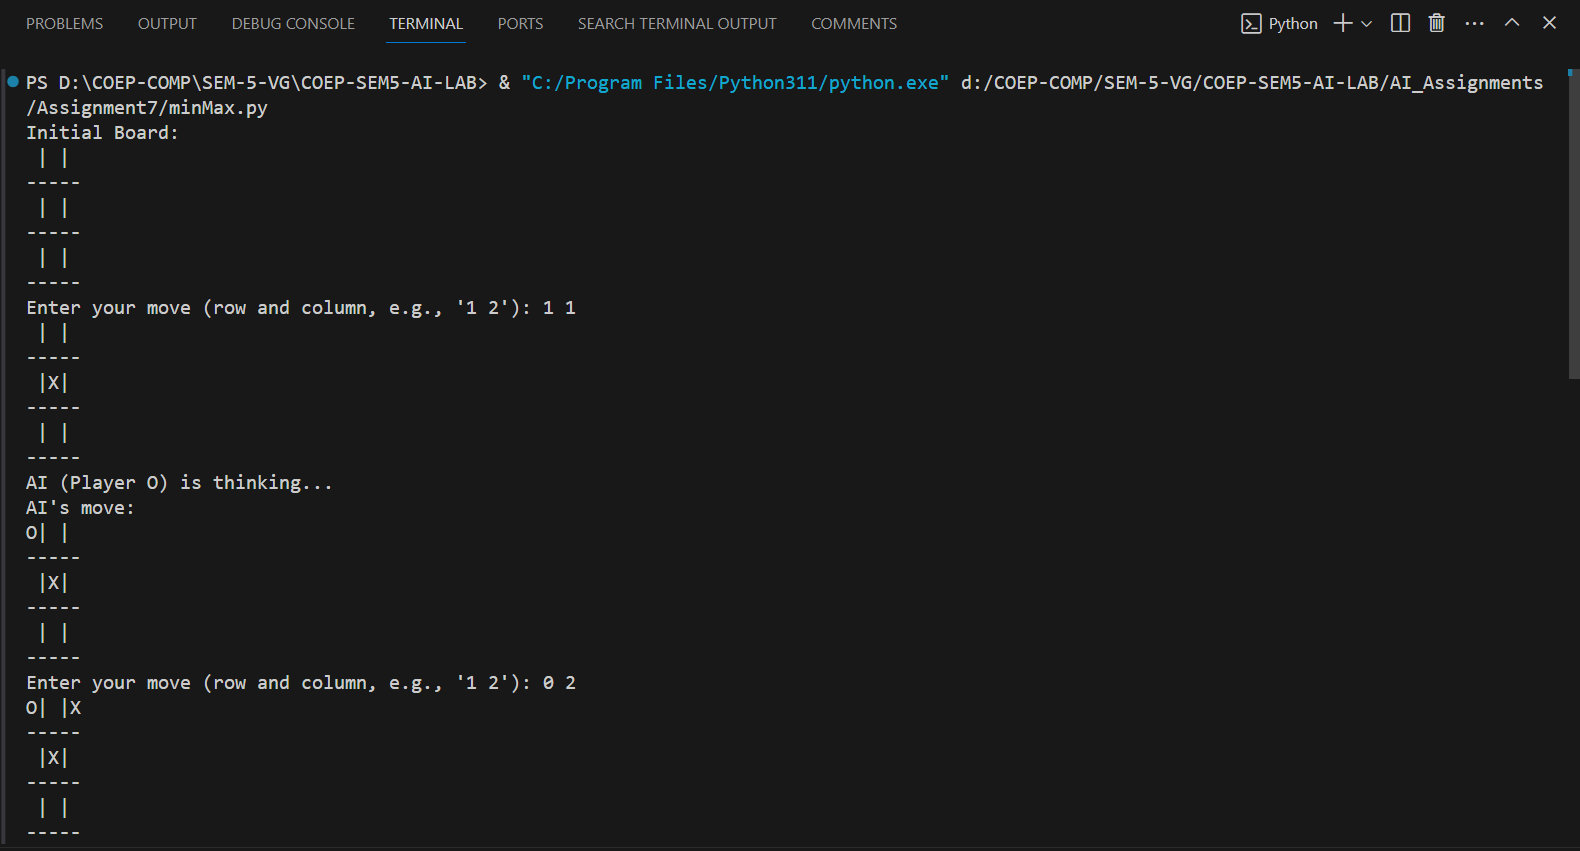 PROBLEMS OUTPUT DEBUG CONSOLE TERMINAL PORTS SEARCH TERMINAL OUTPUT COMMENTS Python
PS D:\COEP-COMP\SEM-5-VG\COEP-SEM5-AI-LAB> & "C:/Program Files/Python311/python.exe" d:/COEP-COMP/SEM-5-VG/COEP-SEM5-AI-LAB/AI_Assignments
/Assignment7/minMax.py
Initial Board:
 | |
-----
 | |
-----
 | |
-----
Enter your move (row and column, e.g., '1 2'): 1 1
 | |
-----
 |X|
-----
 | |
-----
AI (Player O) is thinking...
AI's move:
O| |
-----
 |X|
-----
 | |
-----
Enter your move (row and column, e.g., '1 2'): 0 2
O| |X
-----
 |X|
-----
 | |
-----